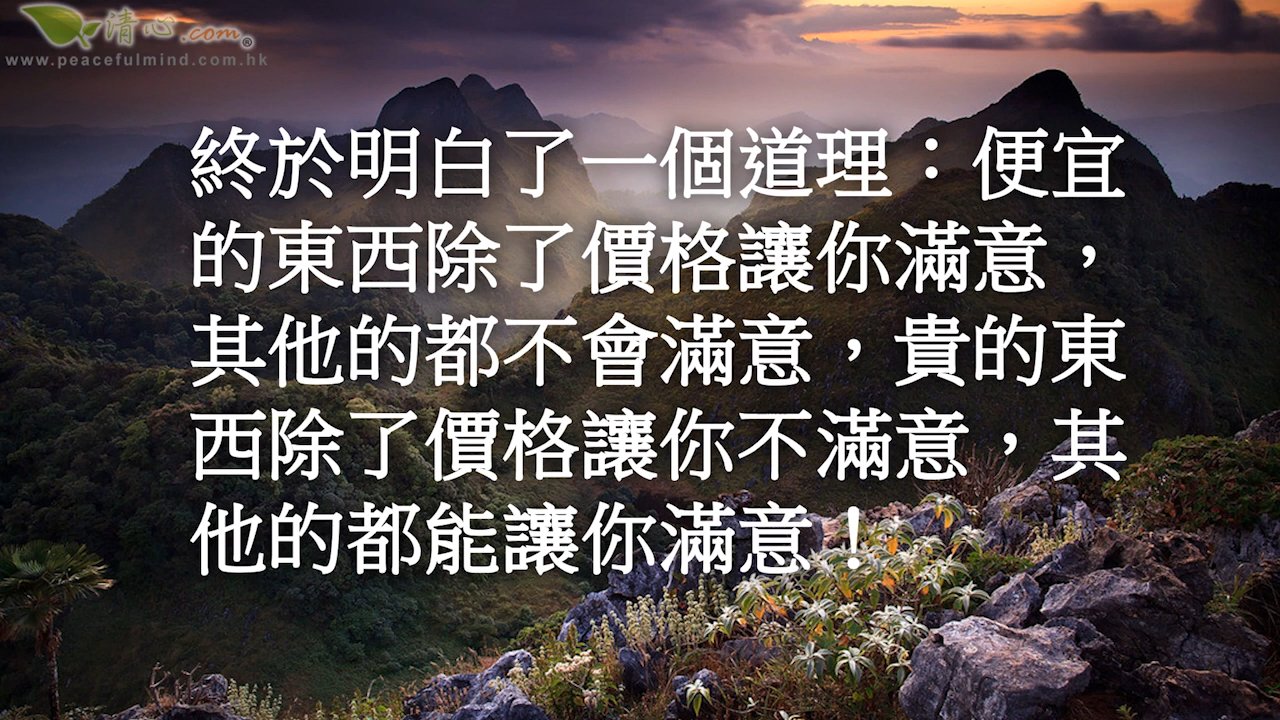 清心.com®
www.peacefulmind.com.hk
終於明白了一個道理：便宜
的東西除了價格讓你滿意，
其他的都不會滿意，貴的東
西除了價格讓你不滿意，其
他的都能讓你滿意！